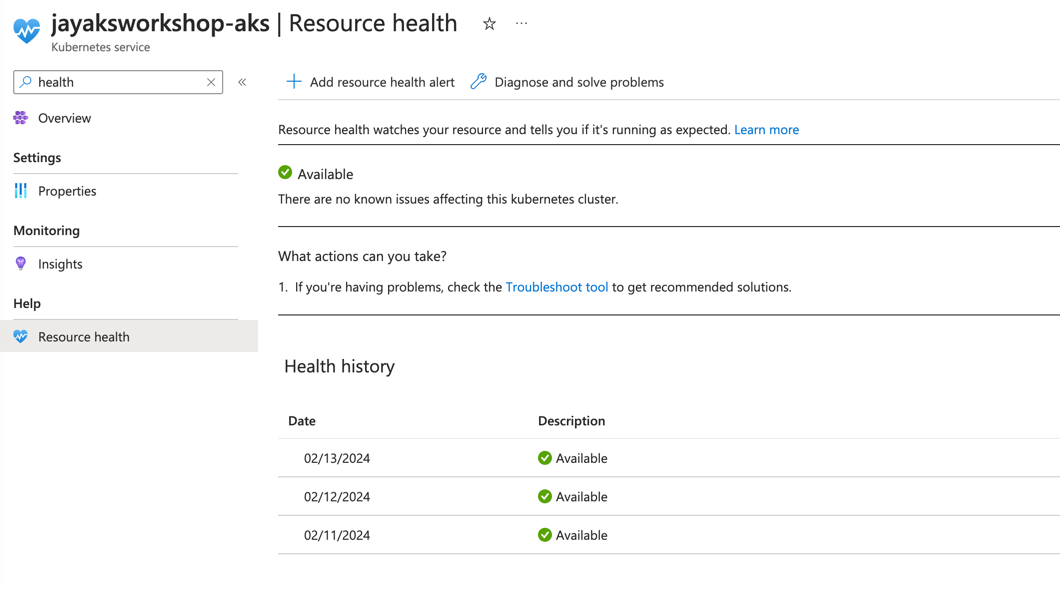 jayaksworkshop-aks | Resource health
Kubernetes service
health
Overview
Settings
Properties
Monitoring
Insights
Help
Resource health
Add resource health alert
Diagnose and solve problems
Resource health watches your resource and tells you if it's running as expected. Learn more
Available
There are no known issues affecting this kubernetes cluster.
What actions can you take?
1. If you're having problems, check the Troubleshoot tool to get recommended solutions.
Health history
Date Description
02/13/2024 Available
02/12/2024 Available
02/11/2024 Available